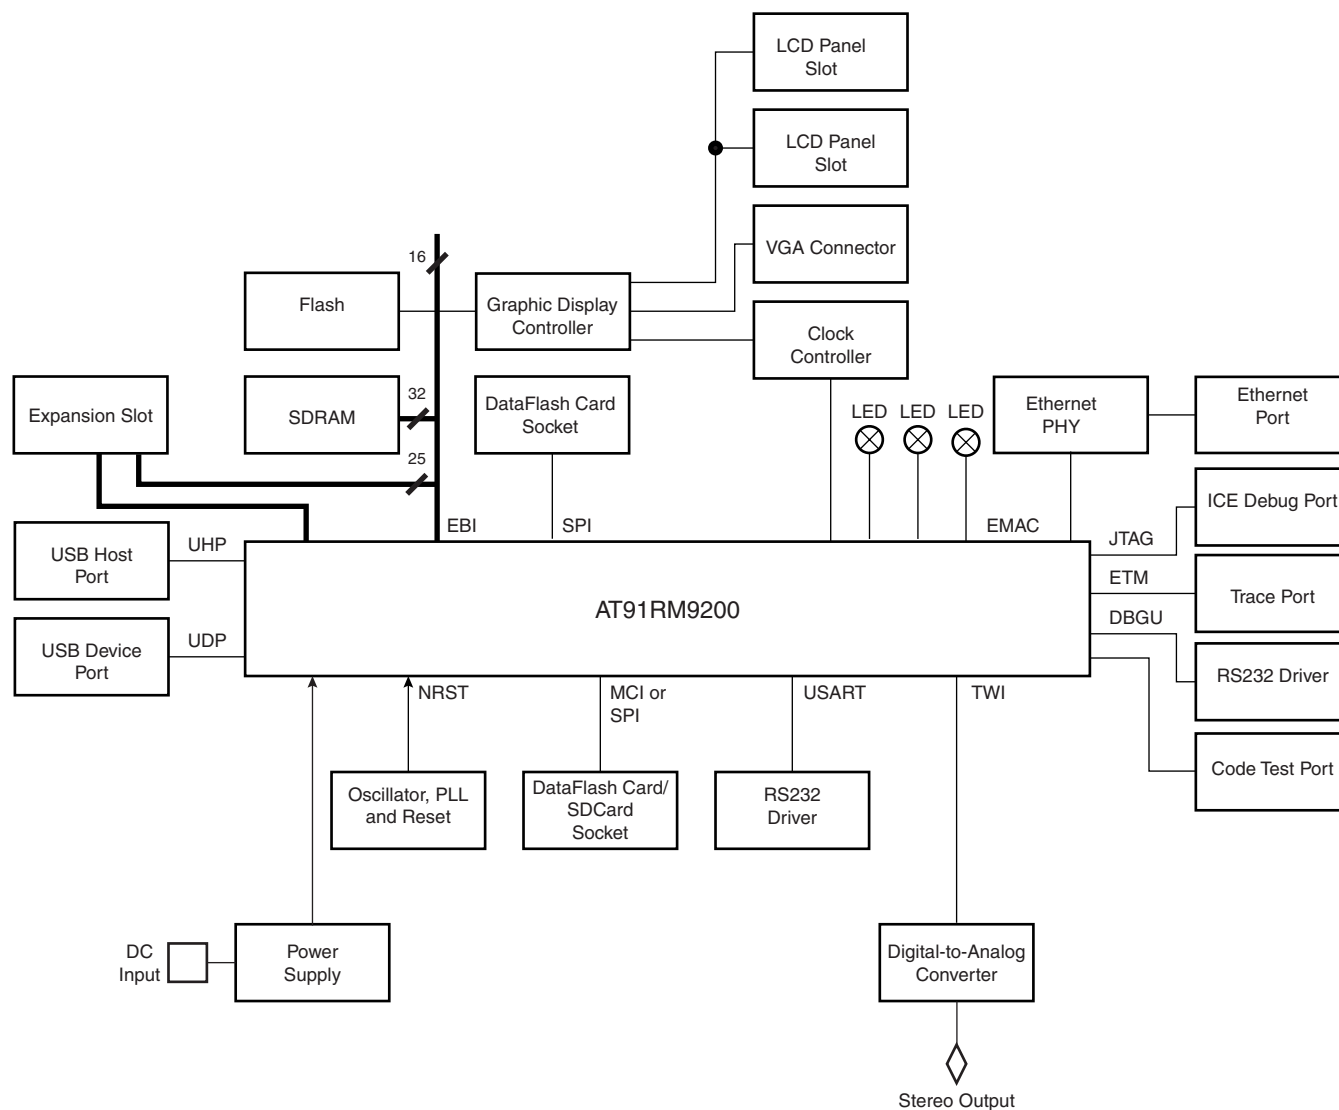 LCD Panel
Slot
LCD Panel
Slot
VGA Connector
16
Flash
Graphic Display
Controller
Clock
Controller
Expansion Slot
SDRAM
32
DataFlash Card
Socket
LED
LED
LED
Ethernet
PHY
Ethernet
Port
25
EBI
SPI
EMAC
ICE Debug Port
USB Host
Port
UHP
JTAG
ETM
Trace Port
AT91RM9200
DBGU
USB Device
Port
UDP
RS232 Driver
NRST
MCI or
SPI
USART
TWI
Code Test Port
Oscillator, PLL
and Reset
DataFlash Card/
SDCard
Socket
RS232
Driver
DC
Input
Power
Supply
Digital-to-Analog
Converter
Stereo Output